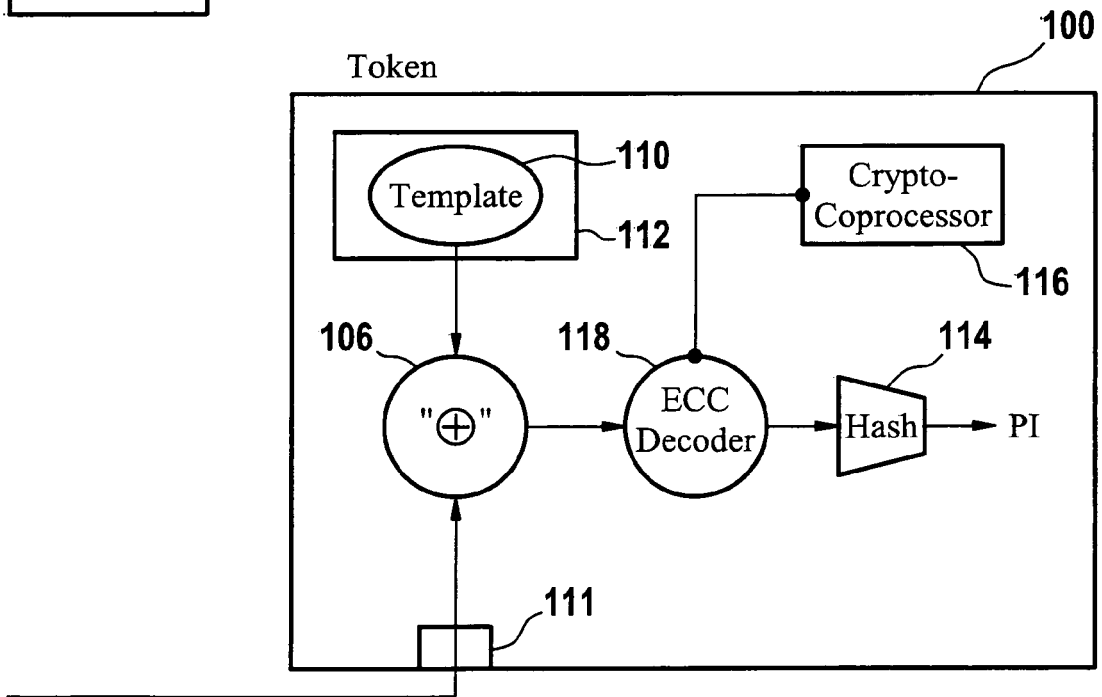 100
Token
110
Template
112
Crypto-
Coprocessor
116
106
118
114
"⊕"
ECC
Decoder
Hash
PI
111